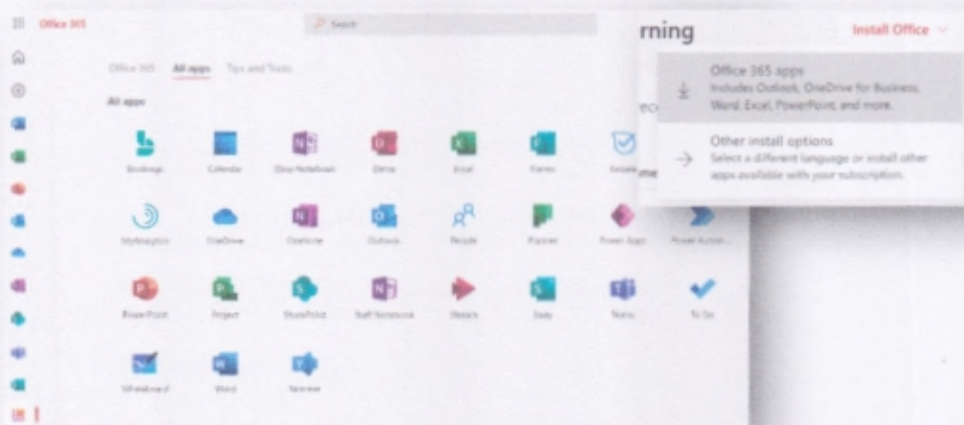 Office 365
Search
Office 365 All apps Tips and Tricks
All apps
Bookings Calendar Class Notebook Excel Forms
MyAnalytics OneDrive OneNote Outlook People Planner Power Apps Power Autom...
PowerPoint Project SharePoint Staff Notebook Stream Sway Teams To Do
Whiteboard Word Yammer
rning
Install Office
Office 365 apps
Includes Outlook, OneDrive for Business,
Word, Excel, PowerPoint, and more.
Other install options
Select a different language or install other
apps available with your subscription.